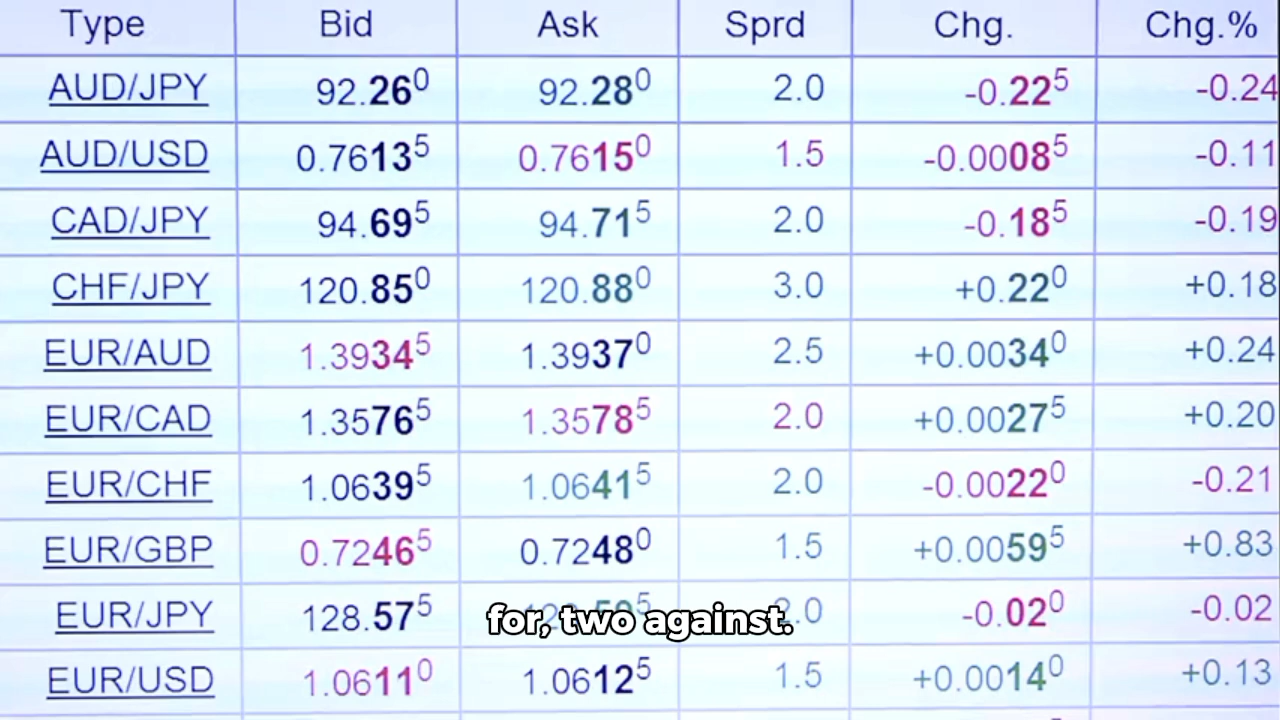 Type Bid Ask Sprd Chg. Chg.%
AUD/JPY 92.260 92.280 2.0 -0.225 -0.24
AUD/USD 0.76135 0.76150 1.5 -0.00085 -0.11
CAD/JPY 94.695 94.715 2.0 -0.185 -0.19
CHF/JPY 120.850 120.880 3.0 +0.220 +0.18
EUR/AUD 1.39345 1.39370 2.5 +0.00340 +0.24
EUR/CAD 1.35765 1.35785 2.0 +0.00275 +0.20
EUR/CHF 1.06395 1.06415 2.0 -0.00220 -0.21
EUR/GBP 0.72465 0.72480 1.5 +0.00595 +0.83
EUR/JPY 128.575 -0.020 -0.02
for, two against.
EUR/USD 1.06110 1.06125 1.5 +0.00140 +0.13